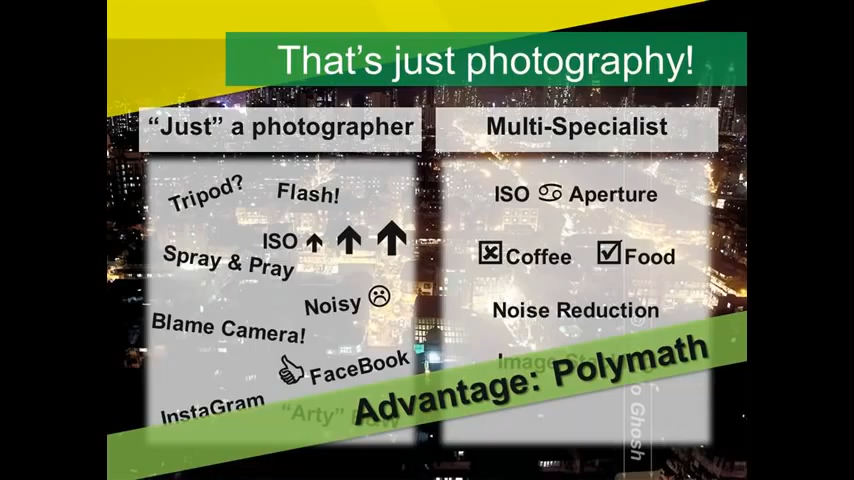 That's just photography!
“Just” a photographer
Multi-Specialist
Tripod?
Flash!
ISO
Spray & Pray
Noisy ☹
Blame Camera!
FaceBook
InstaGram
“Arty” B&W
ISO ♋ Aperture
☒ Coffee ☑ Food
Noise Reduction
Image
Advantage: Polymath
Ghosh